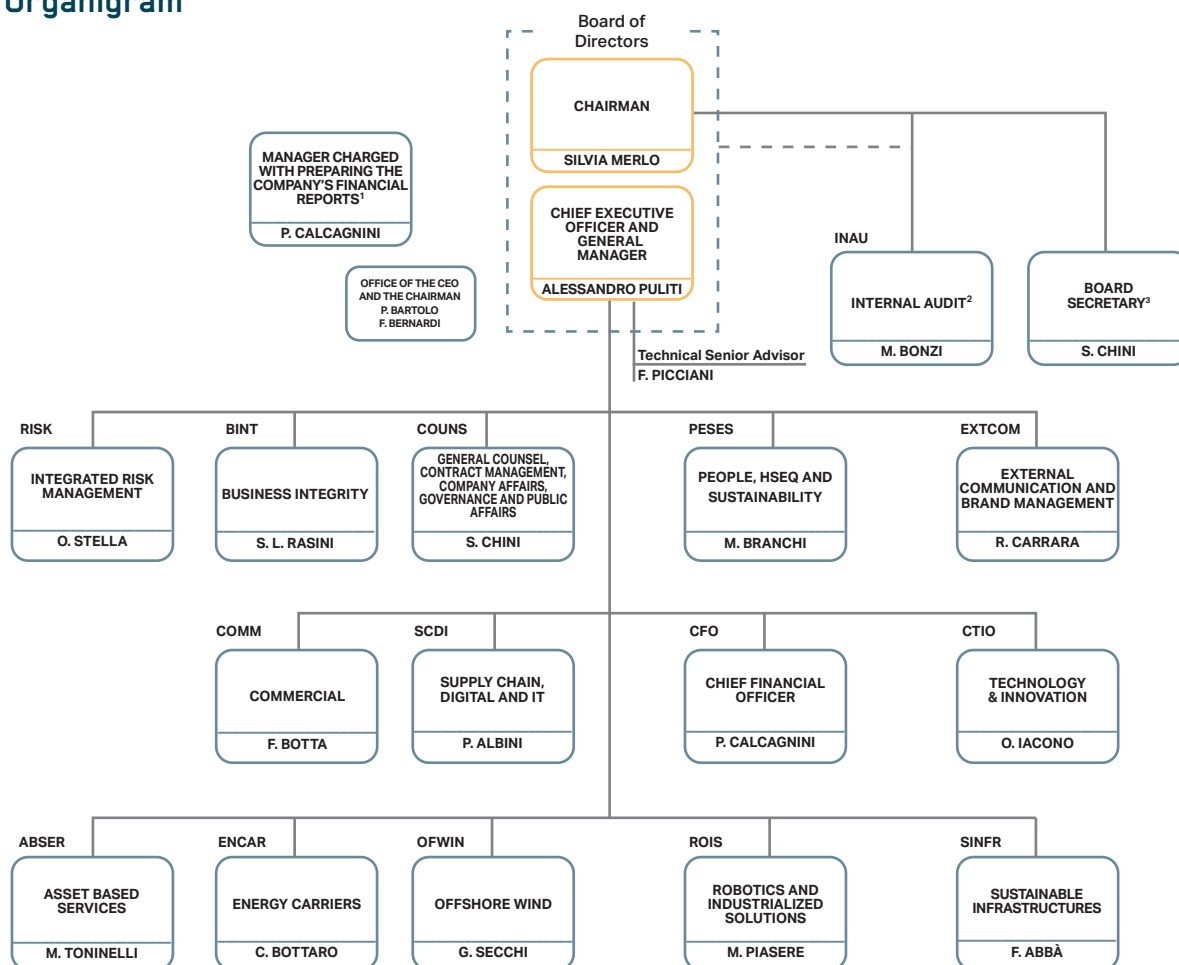 Organigram
Board of
Directors
CHAIRMAN
SILVIA MERLO
MANAGER CHARGED
WITH PREPARING THE
COMPANY'S FINANCIAL
REPORTS¹
P. CALCAGNINI
CHIEF EXECUTIVE
OFFICER AND
GENERAL
MANAGER
ALESSANDRO PULITI
OFFICE OF THE CEO
AND THE CHAIRMAN
P. BARTOLO
F. BERNARDI
INAU
INTERNAL AUDIT²
M. BONZI
BOARD
SECRETARY³
S. CHINI
Technical Senior Advisor
F. PICCIANI
RISK
INTEGRATED RISK
MANAGEMENT
O. STELLA
BINT
BUSINESS INTEGRITY
S. L. RASINI
COUNS
GENERAL COUNSEL,
CONTRACT MANAGEMENT,
COMPANY AFFAIRS,
GOVERNANCE AND PUBLIC
AFFAIRS
S. CHINI
PESES
PEOPLE, HSEQ AND
SUSTAINABILITY
M. BRANCHI
EXTCOM
EXTERNAL
COMMUNICATION AND
BRAND MANAGEMENT
R. CARRARA
COMM
COMMERCIAL
F. BOTTA
SCDI
SUPPLY CHAIN,
DIGITAL AND IT
P. ALBINI
CFO
CHIEF FINANCIAL
OFFICER
P. CALCAGNINI
CTIO
TECHNOLOGY
& INNOVATION
O. IACONO
ABSER
ASSET BASED
SERVICES
M. TONINELLI
ENCAR
ENERGY CARRIERS
C. BOTTARO
OFWIN
OFFSHORE WIND
G. SECCHI
ROIS
ROBOTICS AND
INDUSTRIALIZED
SOLUTIONS
M. PIASERE
SINFR
SUSTAINABLE
INFRASTRUCTURES
F. ABBÀ